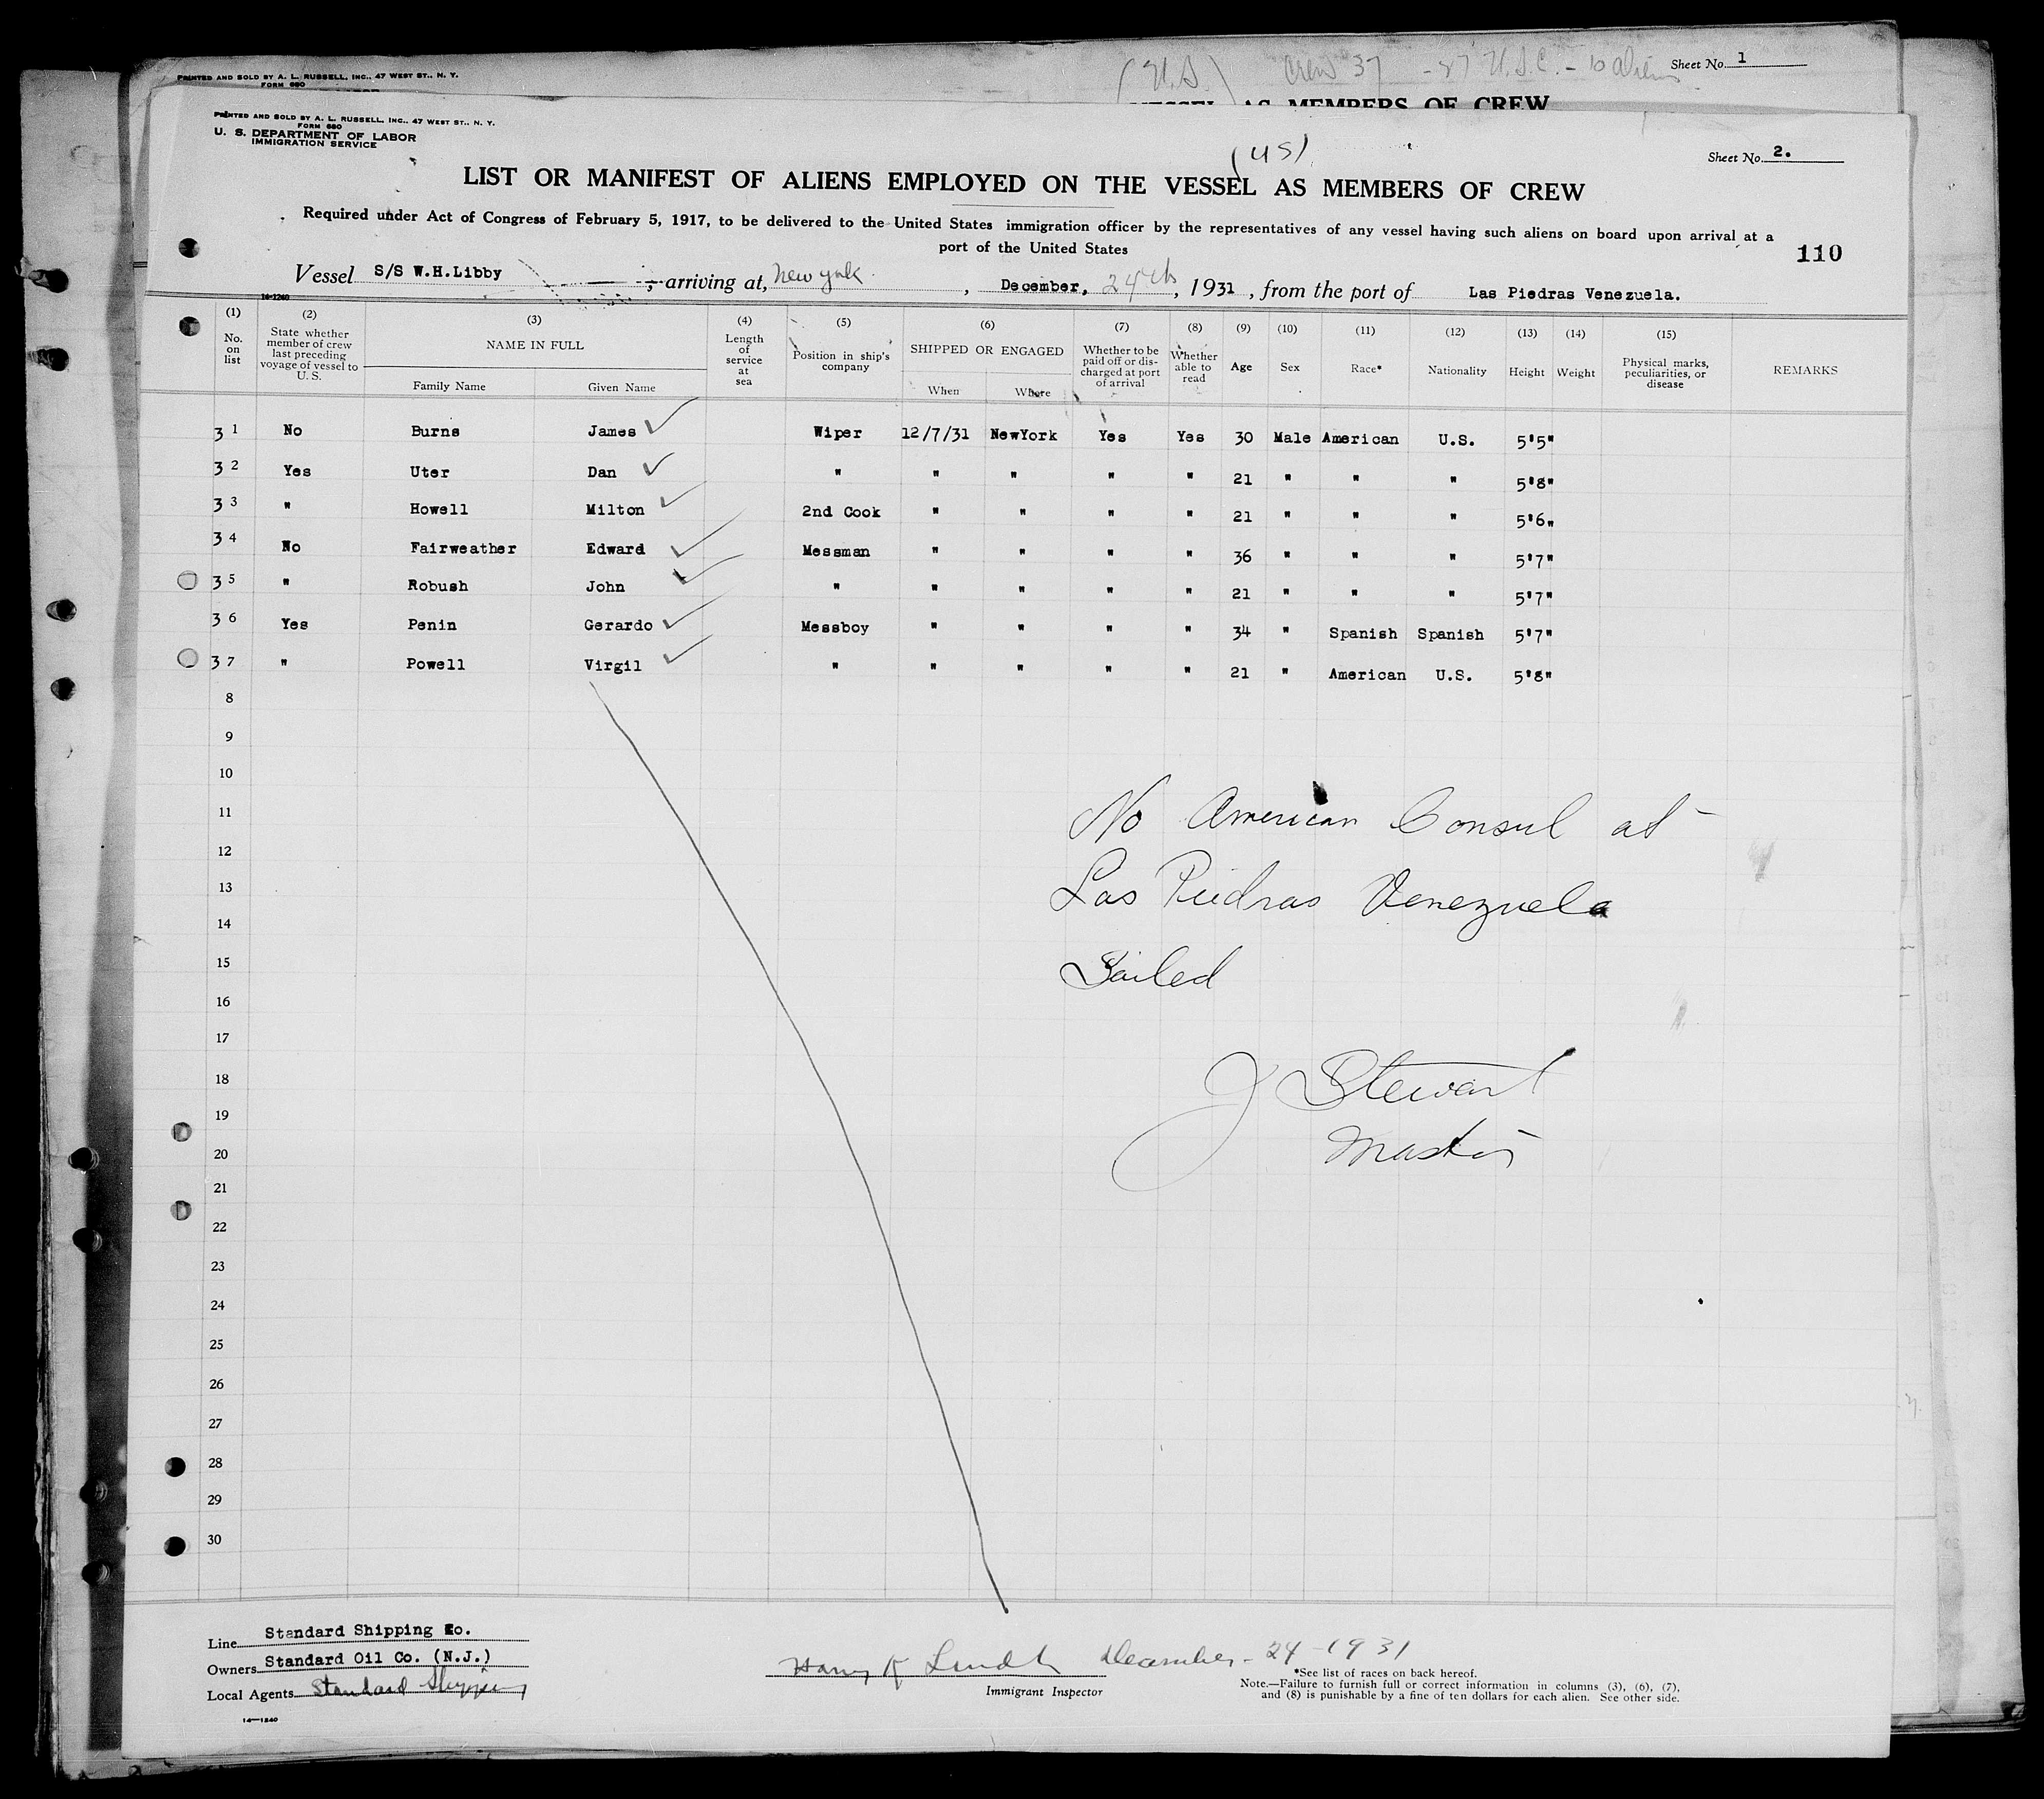 PRINTED AND SOLD BY A. L. RUSSELL, INC., 47 WEST ST., N. Y.
FORM 680
(U.S.) Crew 37 - 27 U.S.C. - 10 Aliens
Sheet No. 1
VESSEL AS MEMBERS OF CREW
PRINTED AND SOLD BY A. L. RUSSELL, INC., 47 WEST ST., N. Y.
FORM 680
U. S. DEPARTMENT OF LABOR
IMMIGRATION SERVICE
(US)
Sheet No. 2.
LIST OR MANIFEST OF ALIENS EMPLOYED ON THE VESSEL AS MEMBERS OF CREW
Required under Act of Congress of February 5, 1917, to be delivered to the United States immigration officer by the representatives of any vessel having such aliens on board upon arrival at a
port of the United States
110
Vessel S/S W.H.Libby, arriving at, New York, December, 24th, 1931, from the port of Las Piedras Venezuela.
14-1240
(1) (2) (3) (4) (5) (6) (7) (8) (9) (10) (11) (12) (13) (14) (15)
No. on list
State whether member of crew last preceding voyage of vessel to U. S.
NAME IN FULL
Family Name
Given Name
Length of service at sea
Position in ship's company
SHIPPED OR ENGAGED
When
Where
Whether to be paid off or discharged at port of arrival
Whether able to read
Age
Sex
Race*
Nationality
Height
Weight
Physical marks, peculiarities, or disease
REMARKS
31 No Burns James Wiper 12/7/31 NewYork Yes Yes 30 Male American U.S. 5'5"
32 Yes Uter Dan " " " " " 21 " " " 5'8"
33 " Howell Milton 2nd Cook " " " " 21 " " " 5'6"
34 No Fairweather Edward Messman " " " " 36 " " " 5'7"
35 " Robush John " " " " " 21 " " " 5'7"
36 Yes Penin Gerardo Messboy " " " " 34 " Spanish Spanish 5'7"
37 " Powell Virgil " " " " " 21 " American U.S. 5'8"
8
9
10
11
12
13
14
15
16
17
18
19
20
21
22
23
24
25
26
27
28
29
30
No American Consul at
Las Piedras Venezuela
Sailed
J Stewart
Master
Line Standard Shipping Co.
Owners Standard Oil Co. (N.J.)
Local Agents Standard Shipping
14-1240
Harry K December - 24 - 1931
Immigrant Inspector
*See list of races on back hereof.
Note.—Failure to furnish full or correct information in columns (3), (6), (7),
and (8) is punishable by a fine of ten dollars for each alien. See other side.